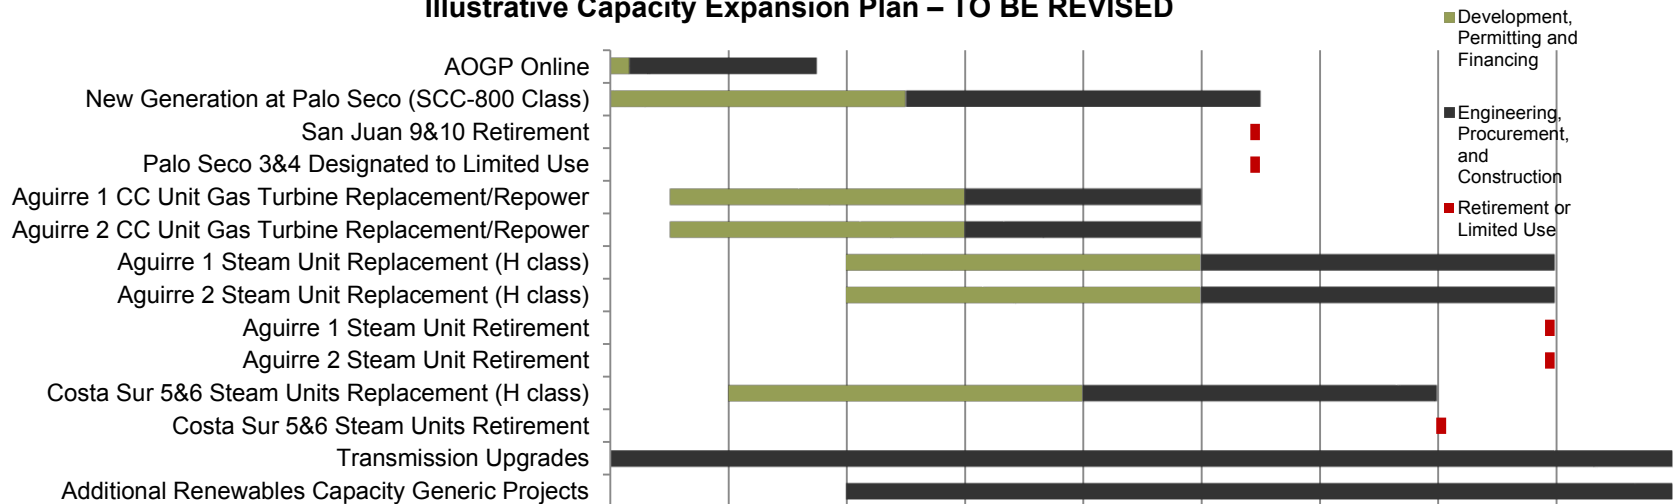 Illustrative Capacity Expansion Plan – TO BE REVISED
Development,
Permitting and
Financing
Engineering,
Procurement,
and
Construction
Retirement or
Limited Use
AOGP Online
New Generation at Palo Seco (SCC-800 Class)
San Juan 9&10 Retirement
Palo Seco 3&4 Designated to Limited Use
Aguirre 1 CC Unit Gas Turbine Replacement/Repower
Aguirre 2 CC Unit Gas Turbine Replacement/Repower
Aguirre 1 Steam Unit Replacement (H class)
Aguirre 2 Steam Unit Replacement (H class)
Aguirre 1 Steam Unit Retirement
Aguirre 2 Steam Unit Retirement
Costa Sur 5&6 Steam Units Replacement (H class)
Costa Sur 5&6 Steam Units Retirement
Transmission Upgrades
Additional Renewables Capacity Generic Projects